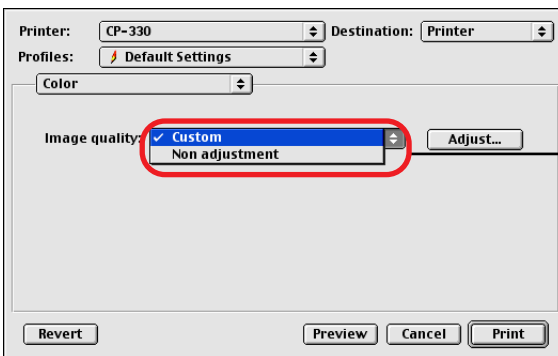 Printer: CP-330 Destination: Printer
Profiles: Default Settings
Color
Image quality: ✓ Custom Adjust...
Non adjustment
Revert Preview Cancel Print